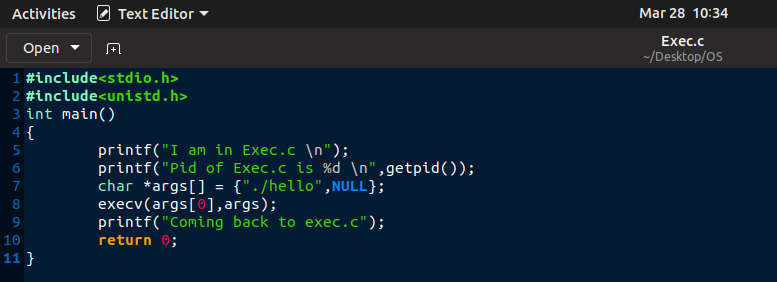 Activities Text Editor Mar 28 10:34
Open Exec.c
~/Desktop/OS
1 #include<stdio.h>
2 #include<unistd.h>
3 int main()
4 {
5         printf("I am in Exec.c \n");
6         printf("Pid of Exec.c is %d \n",getpid());
7         char *args[] = {"./hello",NULL};
8         execv(args[0],args);
9         printf("Coming back to exec.c");
10         return 0;
11 }